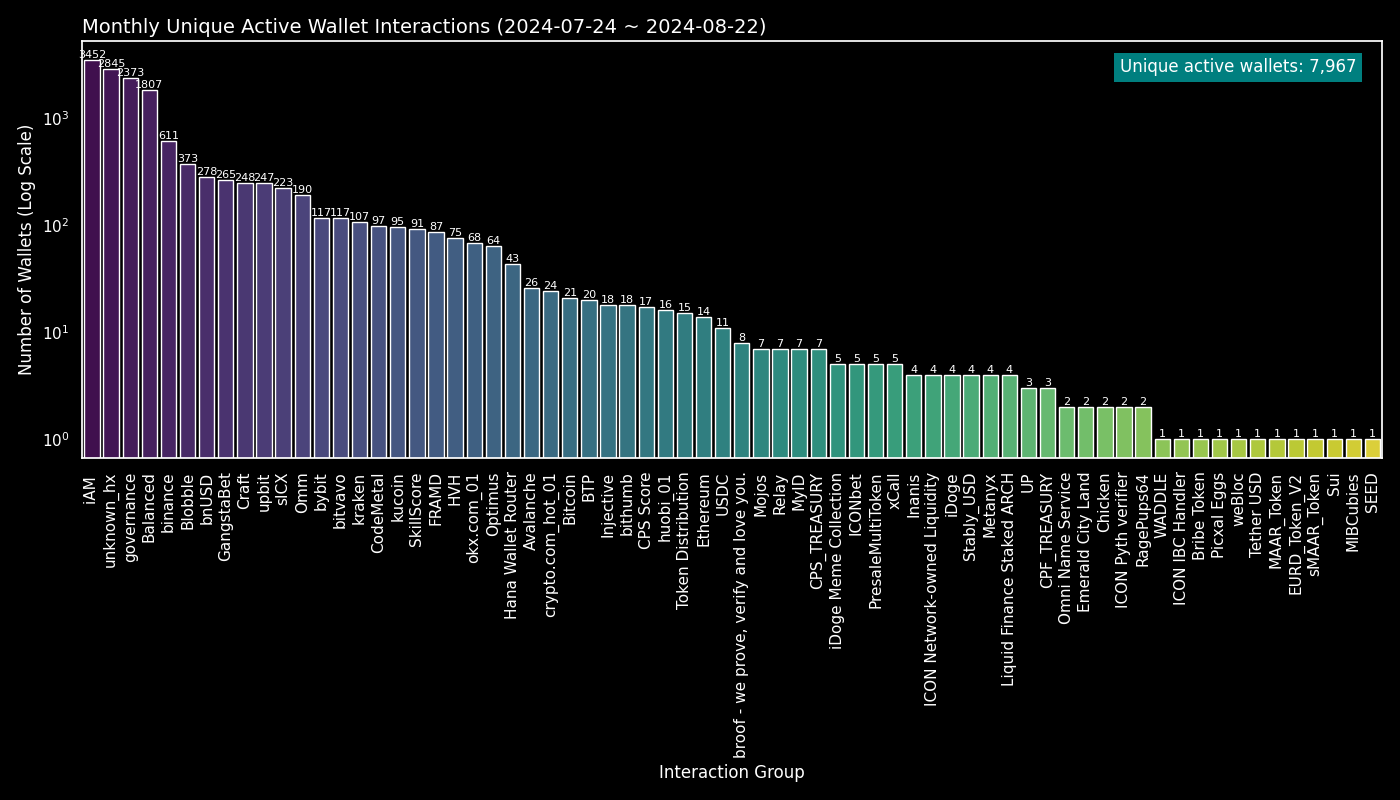 Monthly Unique Active Wallet Interactions (2024-07-24 ~ 2024-08-22)
Unique active wallets: 7,967
Number of Wallets (Log Scale)
10^3
10^2
10^1
10^0
3452
2845
2373
1807
611
373
278
265
248
247
223
190
117
117
107
97
95
91
87
75
68
64
43
26
24
21
20
18
18
17
16
15
14
11
8
7
7
7
7
5
5
5
5
4
4
4
4
4
4
3
3
2
2
2
2
2
1
1
1
1
1
1
1
1
1
1
1
1
iAM
unknown_hx
governance
Balanced
binance
Blobble
bnUSD
GangstaBet
Craft
upbit
sICX
Omm
bybit
bitvavo
kraken
CodeMetal
kucoin
SkillScore
FRAMD
HVH
okx.com_01
Optimus
Hana Wallet Router
Avalanche
crypto.com_hot_01
Bitcoin
BTP
Injective
bithumb
CPS Score
huobi_01
Token Distribution
Ethereum
USDC
broof - we prove, verify and love you.
Mojos
Relay
MyID
CPS_TREASURY
iDoge Meme Collection
ICONbet
PresaleMultiToken
xCall
Inanis
ICON Network-owned Liquidity
iDoge
Stably_USD
Metanyx
Liquid Finance Staked ARCH
UP
CPF_TREASURY
Omni Name Service
Emerald City Land
Chicken
ICON Pyth verifier
RagePups64
WADDLE
ICON IBC Handler
Bribe Token
Picxal Eggs
weBloc
Tether_USD
MAAR_Token
EURD_Token_V2
sMAAR_Token
Sui
MIBCubies
SEED
Interaction Group